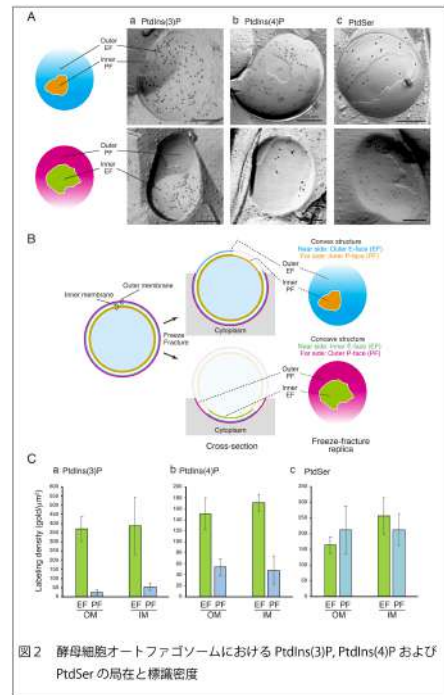 A
a PtdIns(3)P
b PtdIns(4)P
c PtdSer
Outer
EF
Inner
PF
Outer
PF
Inner
EF
B
Inner membrane
Outer membrane
Freeze
Fracture
Cytoplasm
Outer
EF
Inner
PF
Convex structure
Near side: Outer E-face (EF)
Far side: Inner P-face (PF)
Concave structure
Near side: Inner E-face (EF)
Far side: Outer P-face (PF)
Outer
PF
Inner
EF
Cytoplasm
Cross-section
Freeze-fracture
replica
C
a PtdIns(3)P
b PtdIns(4)P
c PtdSer
Labeling density (gold/μm²)
EF PF EF PF
OM IM
EF PF EF PF
OM IM
EF PF EF PF
OM IM
図2 酵母細胞オートファゴソームにおける PtdIns(3)P, PtdIns(4)P および
PtdSer の局在と標識密度